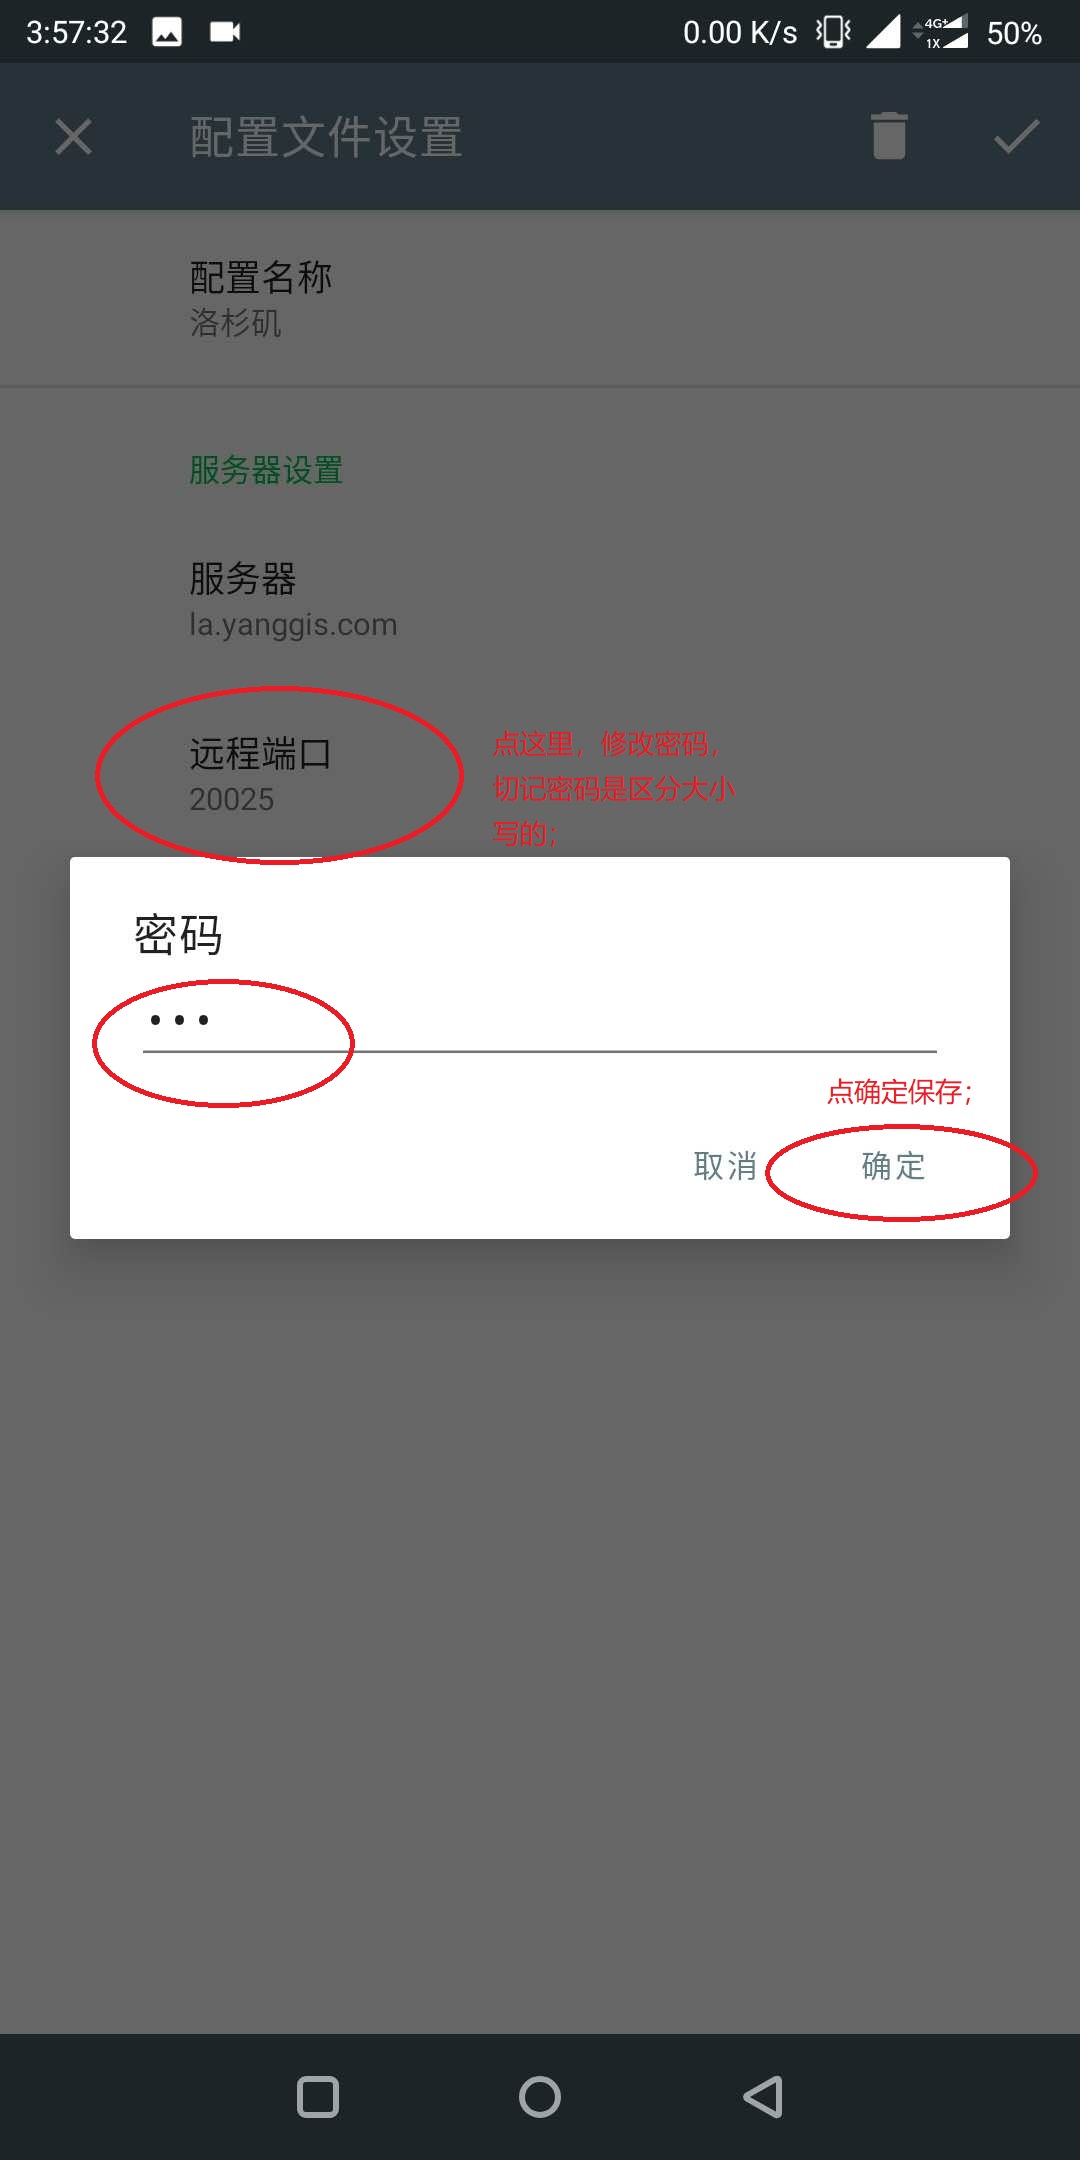 3:57:32 0.00 K/s 4G+ 1X 50%
配置文件设置
配置名称
洛杉矶
服务器设置
服务器
la.yanggis.com
远程端口
20025
点这里，修改密码，
切记密码是区分大小
写的；
密码
•••
点确定保存；
取消 确定